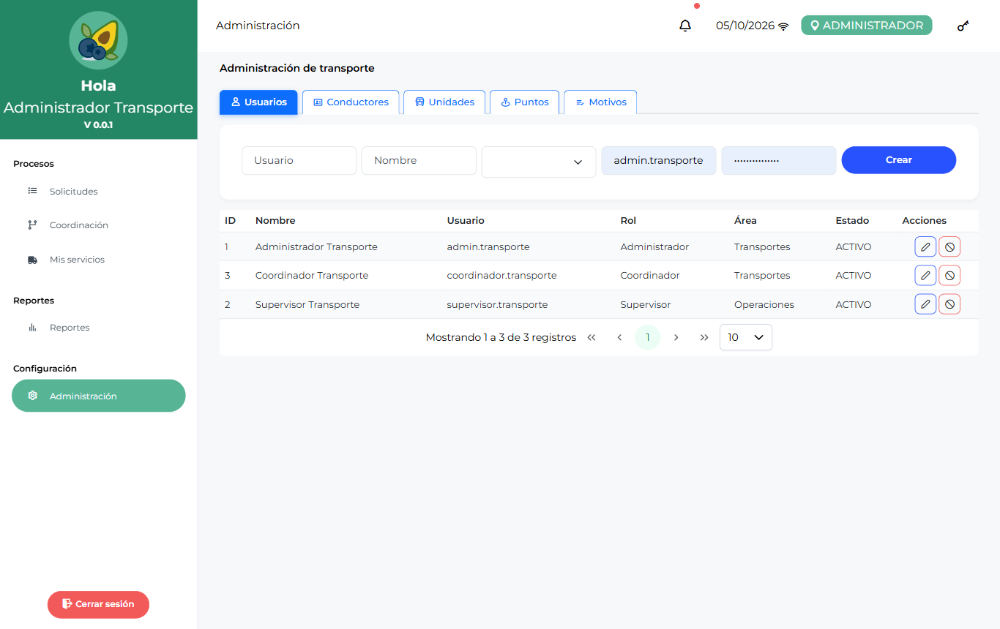 Hola
Administrador Transporte
V 0.0.1
Procesos
Solicitudes
Coordinación
Mis servicios
Reportes
Reportes
Configuración
Administración
Cerrar sesión
Administración
05/10/2026
ADMINISTRADOR
Administración de transporte
Usuarios Conductores Unidades Puntos Motivos
Usuario Nombre admin.transporte ••••••••••••••• Crear
ID Nombre Usuario Rol Área Estado Acciones
1 Administrador Transporte admin.transporte Administrador Transportes ACTIVO
3 Coordinador Transporte coordinador.transporte Coordinador Transportes ACTIVO
2 Supervisor Transporte supervisor.transporte Supervisor Operaciones ACTIVO
Mostrando 1 a 3 de 3 registros « ‹ 1 › » 10